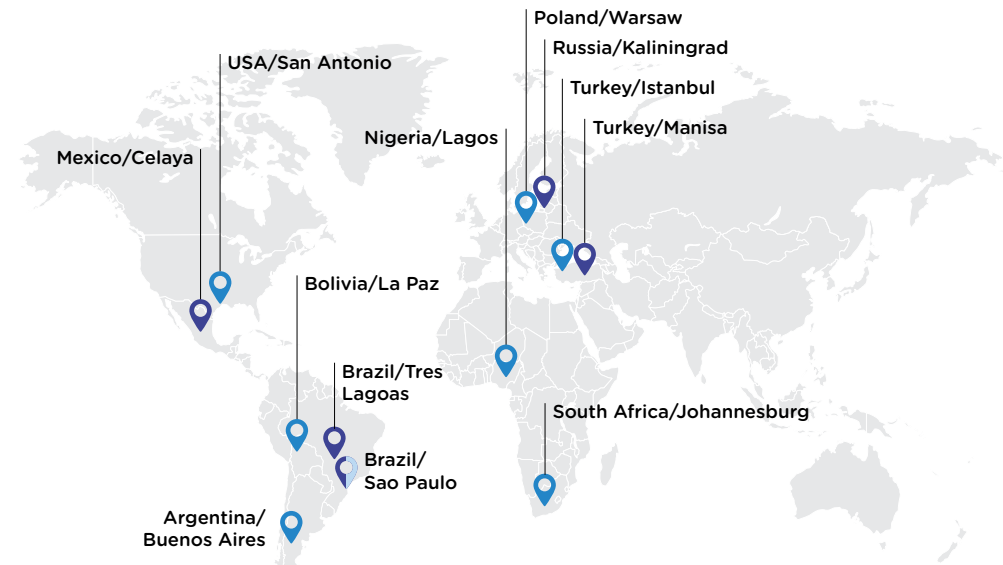 Poland/Warsaw
Russia/Kaliningrad
USA/San Antonio
Turkey/Istanbul
Turkey/Manisa
Nigeria/Lagos
Mexico/Celaya
Bolivia/La Paz
Brazil/Tres
Lagoas
South Africa/Johannesburg
Brazil/
Sao Paulo
Argentina/
Buenos Aires